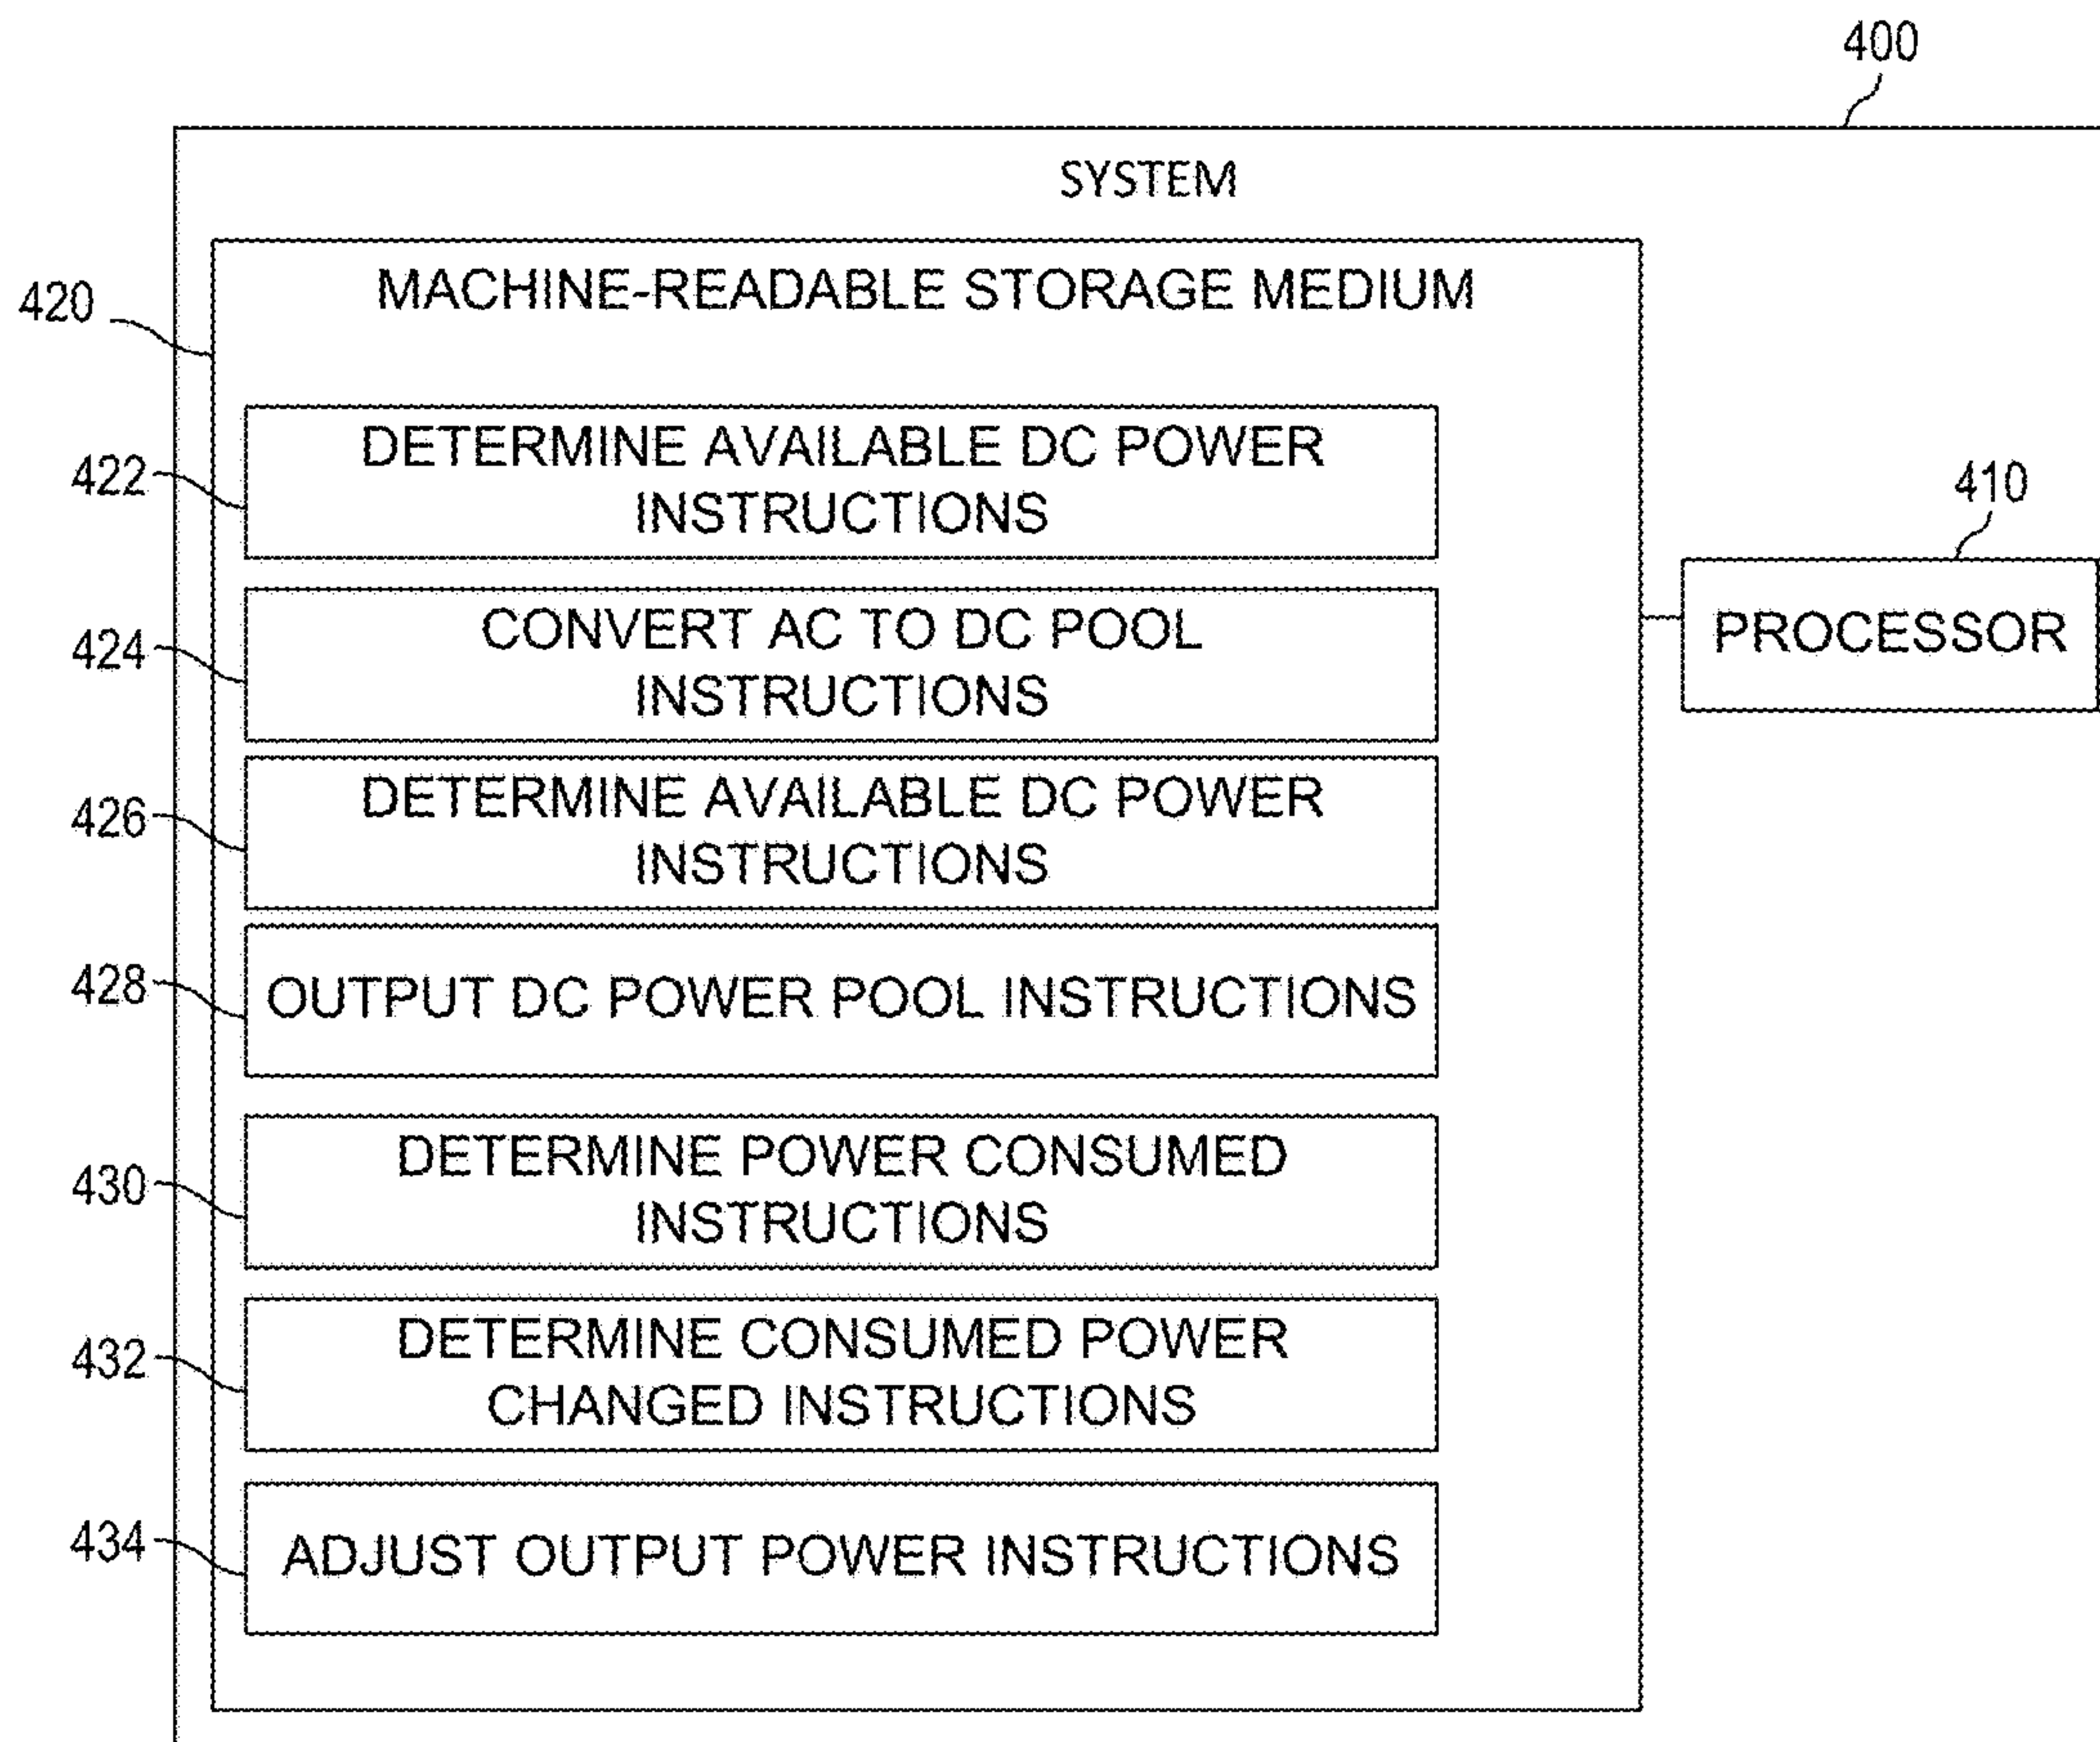 400
SYSTEM
420
MACHINE-READABLE STORAGE MEDIUM
422
DETERMINE AVAILABLE DC POWER
INSTRUCTIONS
410
PROCESSOR
424
CONVERT AC TO DC POOL
INSTRUCTIONS
426
DETERMINE AVAILABLE DC POWER
INSTRUCTIONS
428
OUTPUT DC POWER POOL INSTRUCTIONS
430
DETERMINE POWER CONSUMED
INSTRUCTIONS
432
DETERMINE CONSUMED POWER
CHANGED INSTRUCTIONS
434
ADJUST OUTPUT POWER INSTRUCTIONS